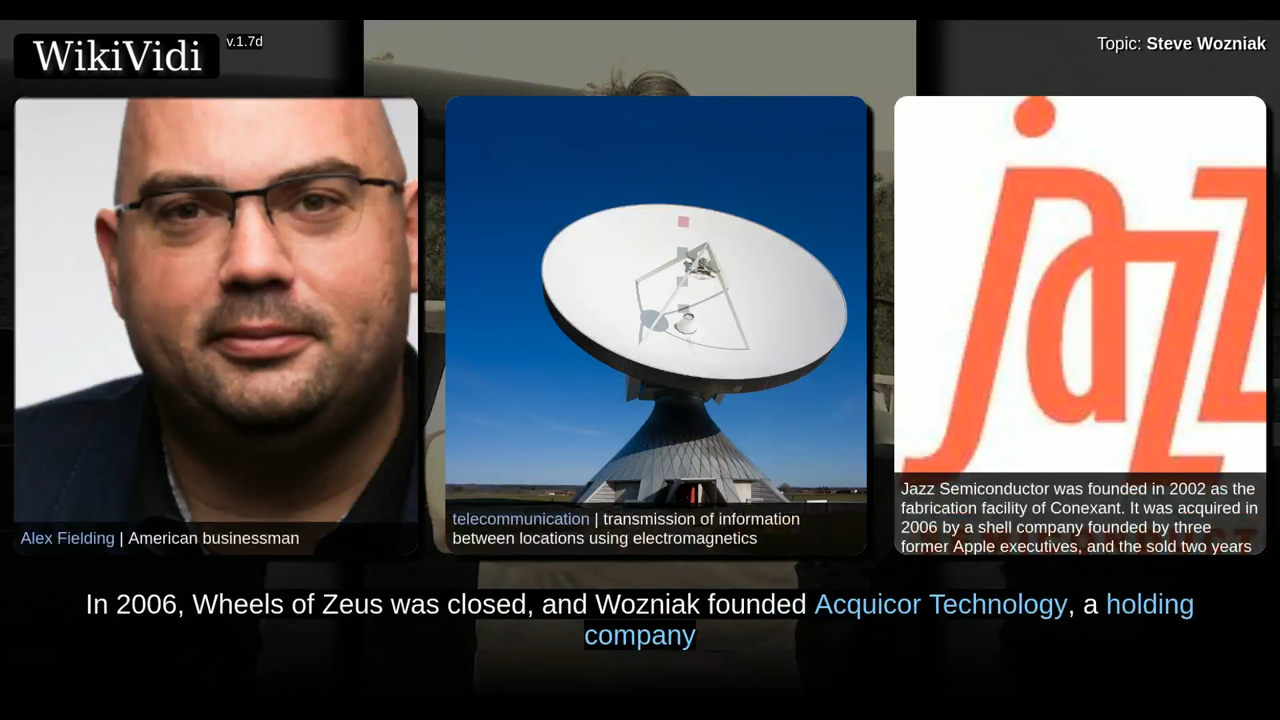 WikiVidi
v.1.7d
Topic: Steve Wozniak
jazz
Alex Fielding | American businessman
telecommunication | transmission of information
between locations using electromagnetics
Jazz Semiconductor was founded in 2002 as the
fabrication facility of Conexant. It was acquired in
2006 by a shell company founded by three
former Apple executives, and the sold two years
In 2006, Wheels of Zeus was closed, and Wozniak founded Acquicor Technology, a holding
company